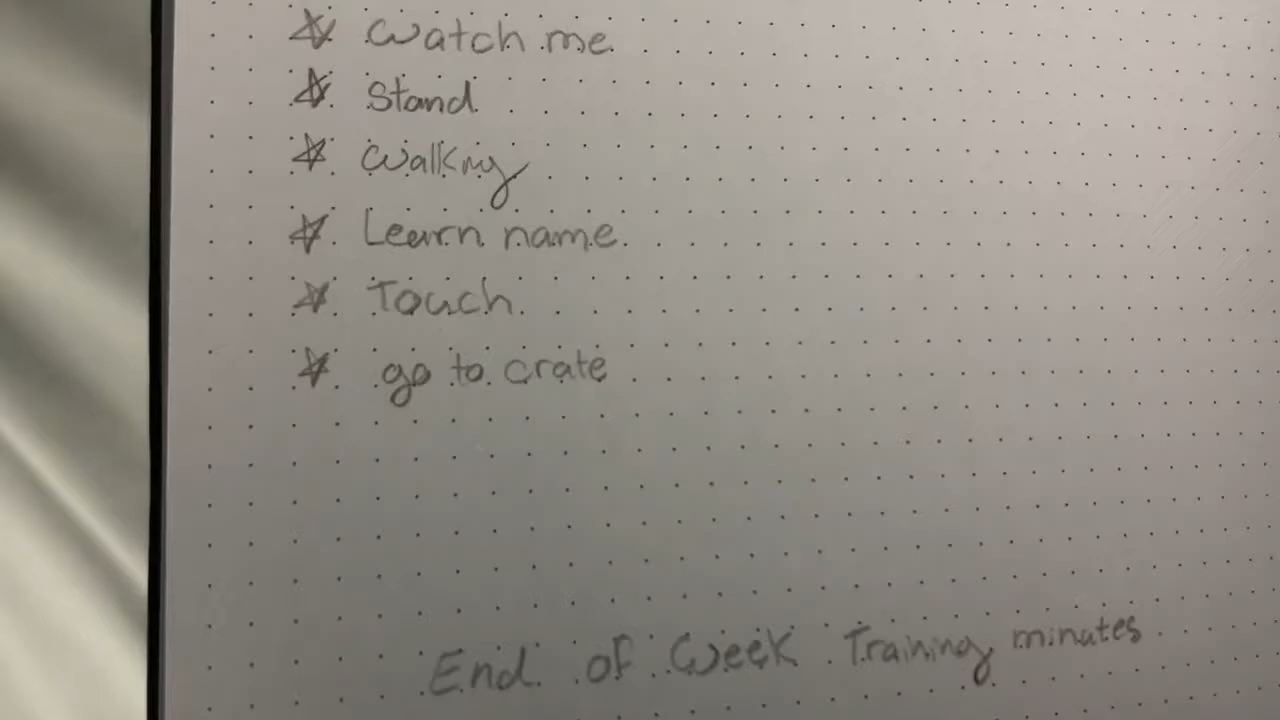 ☆ Watch me
☆ Stand
☆ Walking
☆ Learn name
☆ Touch
☆ go to crate
End of Week Training minutes